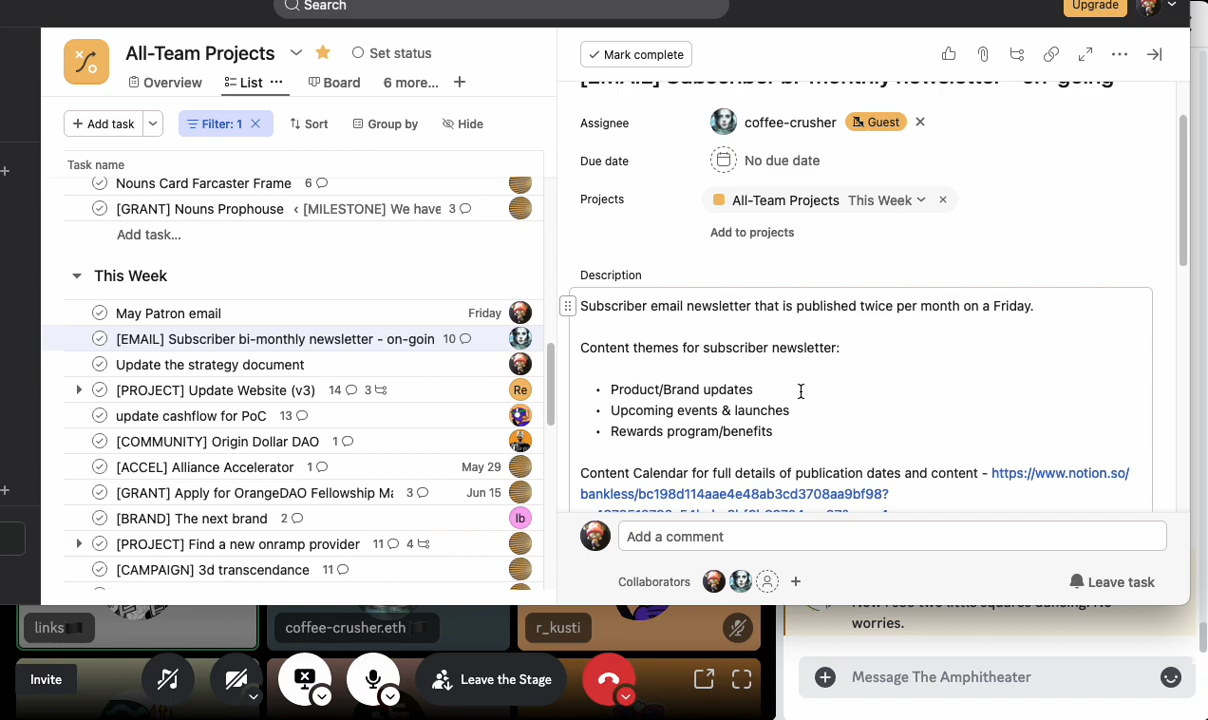 Search
Upgrade
All-Team Projects
Set status
Overview
List
Board
6 more...
Add task
Filter: 1
Sort
Group by
Hide
Task name
Nouns Card Farcaster Frame 6
[GRANT] Nouns Prophouse ‹ [MILESTONE] We have 3
Add task...
This Week
May Patron email Friday
[EMAIL] Subscriber bi-monthly newsletter - on-goin 10
Update the strategy document
[PROJECT] Update Website (v3) 14 3 Re
update cashflow for PoC 13
[COMMUNITY] Origin Dollar DAO 1
[ACCEL] Alliance Accelerator 1 May 29
[GRANT] Apply for OrangeDAO Fellowship Ma 3 Jun 15
[BRAND] The next brand 2 lb
[PROJECT] Find a new onramp provider 11 4
[CAMPAIGN] 3d transcendance 11
Mark complete
[EMAIL] Subscriber bi-monthly newsletter - on-going
Assignee
coffee-crusher Guest
Due date
No due date
Projects
All-Team Projects This Week
Add to projects
Description
Subscriber email newsletter that is published twice per month on a Friday.
Content themes for subscriber newsletter:
• Product/Brand updates
• Upcoming events & launches
• Rewards program/benefits
Content Calendar for full details of publication dates and content - https://www.notion.so/
bankless/bc198d114aae4e48ab3cd3708aa9bf98?
Add a comment
Collaborators
Leave task
links
coffee-crusher.eth
r_kusti
Invite
Leave the Stage
Now I see two little squares dancing. No
worries.
Message The Amphitheater